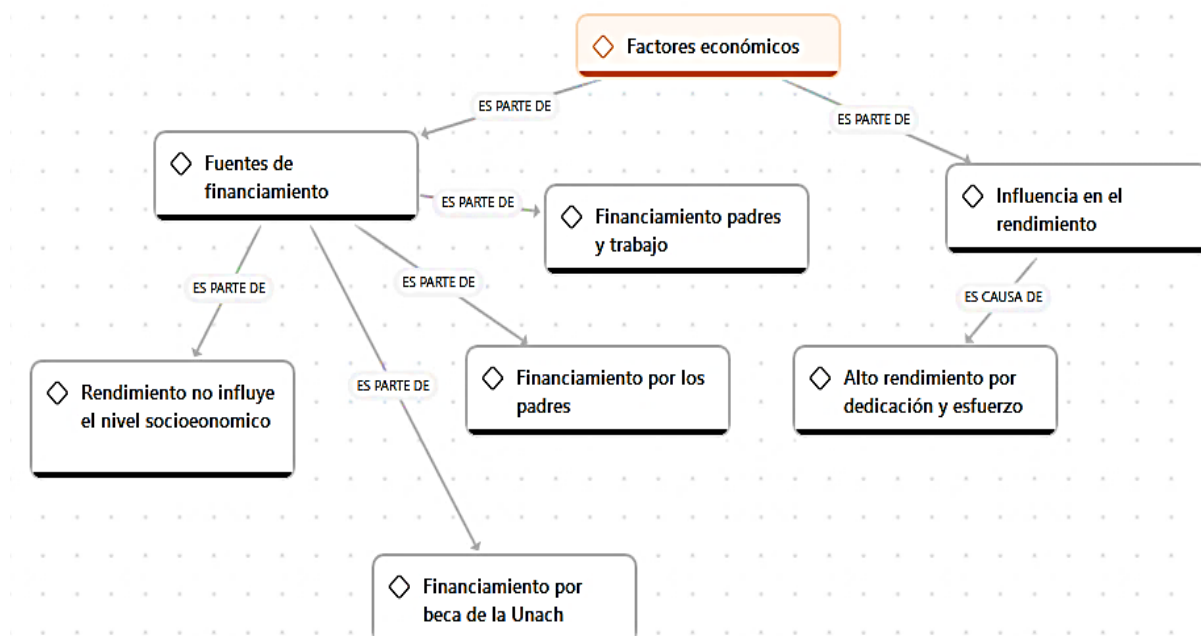 Factores económicos
ES PARTE DE
ES PARTE DE
Fuentes de
financiamiento
ES PARTE DE
Financiamiento padres
y trabajo
Influencia en el
rendimiento
ES PARTE DE
ES PARTE DE
ES CAUSA DE
Rendimiento no influye
el nivel socioeonomico
ES PARTE DE
Financiamiento por los
padres
Alto rendimiento por
dedicación y esfuerzo
Financiamiento por
beca de la Unach